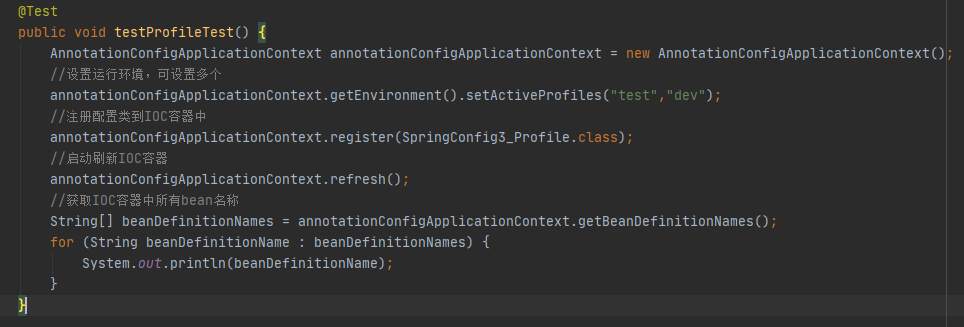 @Test
public void testProfileTest() {
AnnotationConfigApplicationContext annotationConfigApplicationContext = new AnnotationConfigApplicationContext();
//设置运行环境，可设置多个
annotationConfigApplicationContext.getEnvironment().setActiveProfiles("test","dev");
//注册配置类到IOC容器中
annotationConfigApplicationContext.register(SpringConfig3_Profile.class);
//启动刷新IOC容器
annotationConfigApplicationContext.refresh();
//获取IOC容器中所有bean名称
String[] beanDefinitionNames = annotationConfigApplicationContext.getBeanDefinitionNames();
for (String beanDefinitionName : beanDefinitionNames) {
System.out.println(beanDefinitionName);
}
}